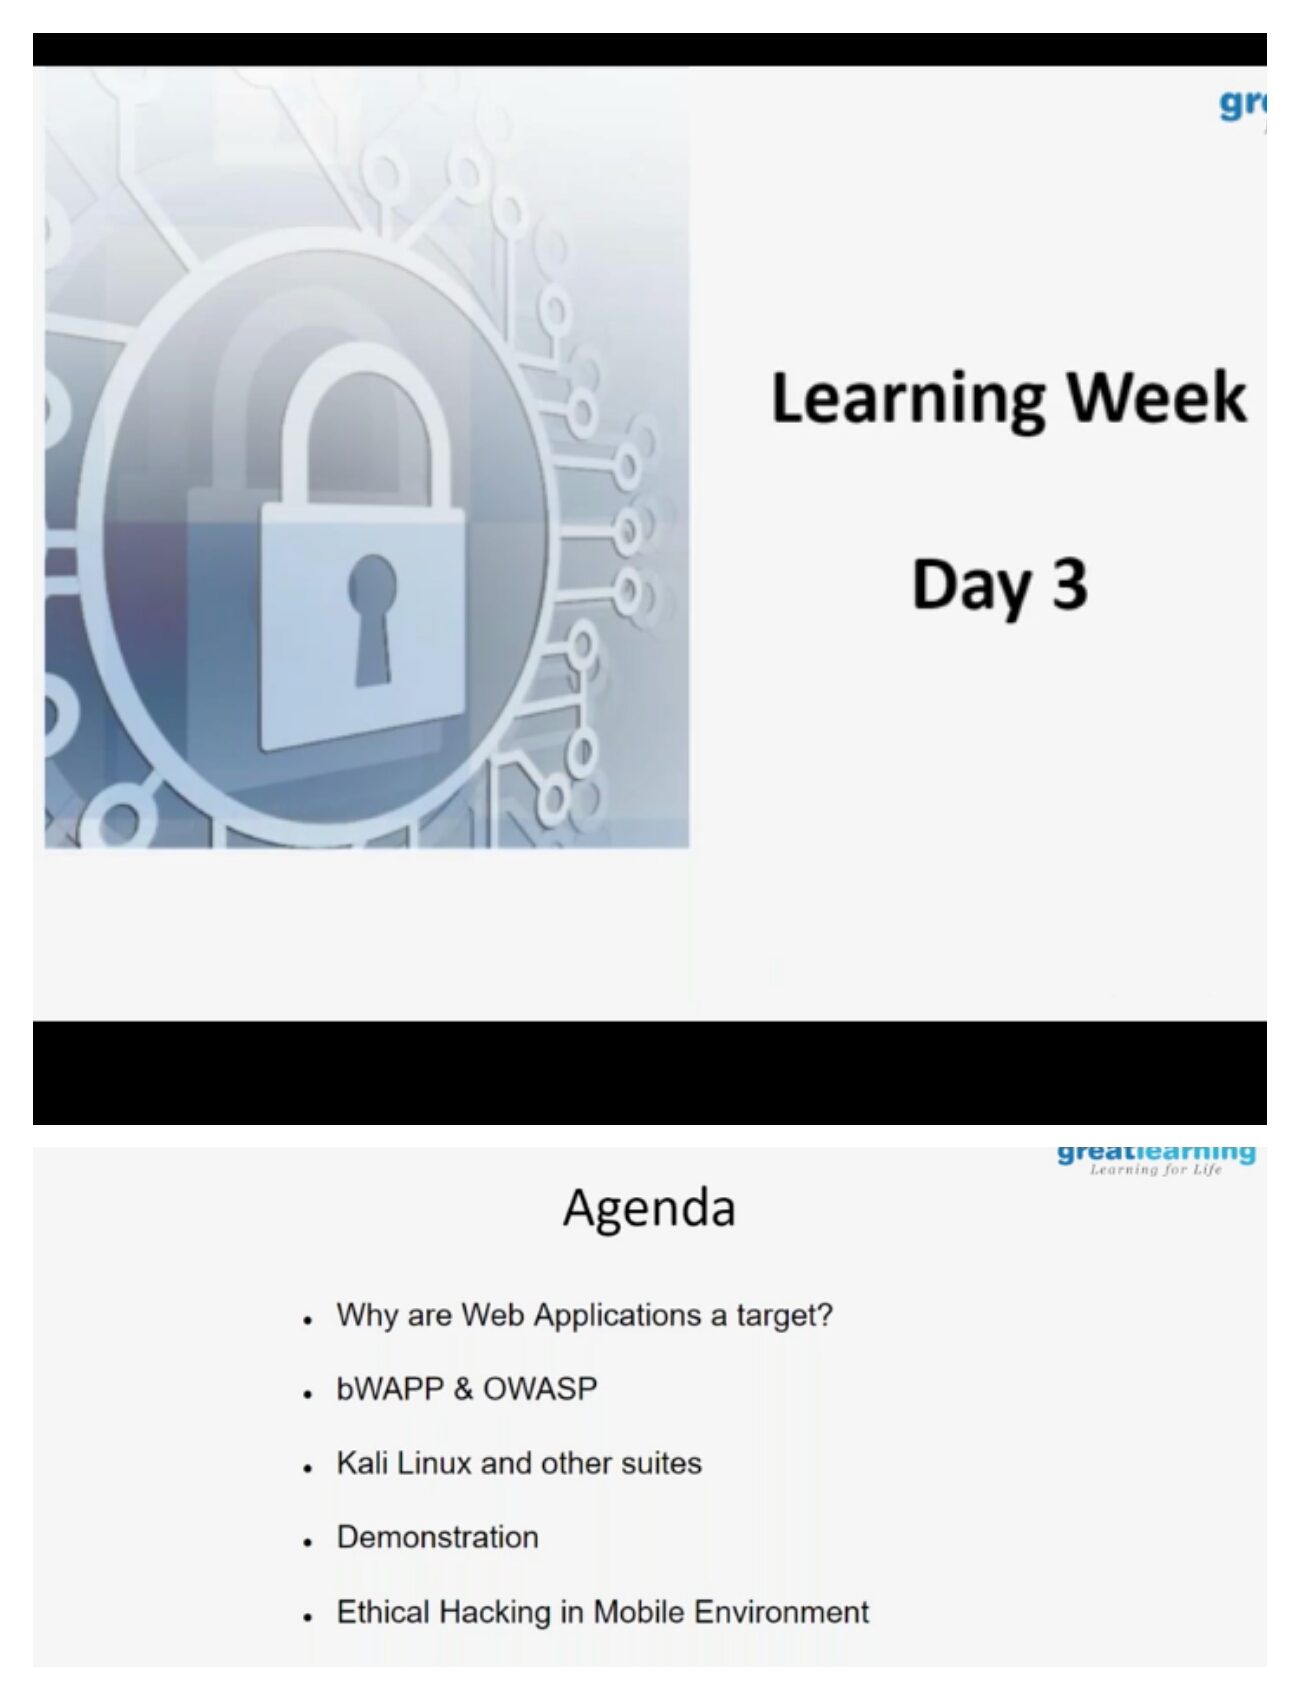 Learning Week
Day 3
greatlearning
Learning for Life
Agenda
• Why are Web Applications a target?
• bWAPP & OWASP
• Kali Linux and other suites
• Demonstration
• Ethical Hacking in Mobile Environment